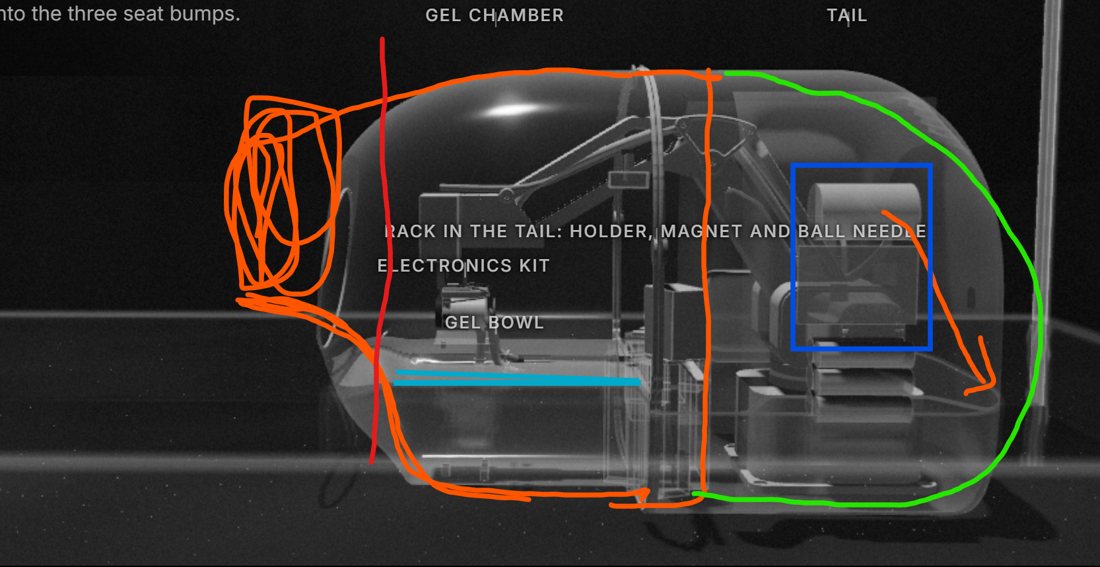 nto the three seat bumps.
GEL CHAMBER
TAIL
RACK IN THE TAIL: HOLDER, MAGNET AND BALL NEEDLE
ELECTRONICS KIT
GEL BOWL